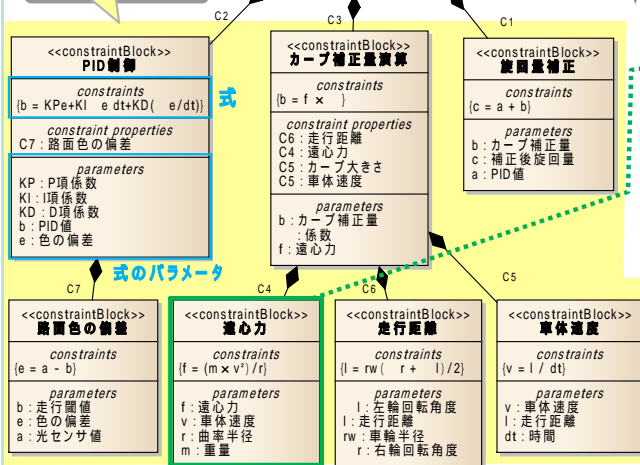 C2
C3
C1
<<constraintBlock>>
PID制御
constraints
{b = KPe+KI e dt+KD( e/dt)}
constraint properties
C7 : 路面色の偏差
parameters
KP : P項係数
KI : I項係数
KD : D項係数
b : PID値
e : 色の偏差
式
式のパラメータ
<<constraintBlock>>
カーブ補正量演算
constraints
{b = f × }
constraint properties
C6 : 走行距離
C4 : 遠心力
C5 : カーブ大きさ
C5 : 車体速度
parameters
b : カーブ補正量
: 係数
f : 遠心力
<<constraintBlock>>
旋回量補正
constraints
{c = a + b}
parameters
b : カーブ補正量
c : 補正後旋回量
a : PID値
C7
C4
C6
C5
<<constraintBlock>>
路面色の偏差
constraints
{e = a - b}
parameters
b : 走行閾値
e : 色の偏差
a : 光センサ値
<<constraintBlock>>
遠心力
constraints
{f = (m × v²)/r}
parameters
f : 遠心力
v : 車体速度
r : 曲率半径
m : 重量
<<constraintBlock>>
走行距離
constraints
{l = rw( r + l)/2}
parameters
l : 左輪回転角度
l : 走行距離
rw : 車輪半径
r : 右輪回転角度
<<constraintBlock>>
車体速度
constraints
{v = l / dt}
parameters
v : 車体速度
l : 走行距離
dt : 時間